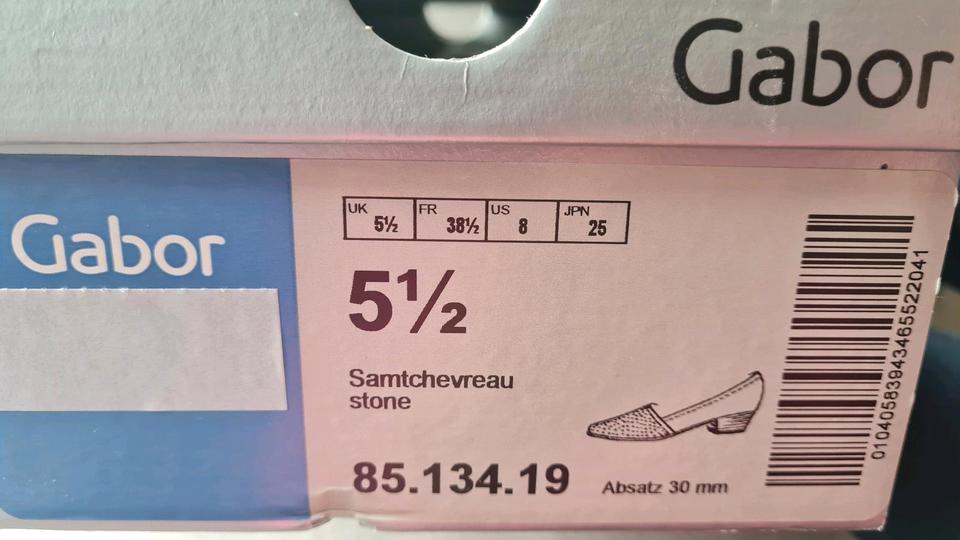 Gabor
Gabor
UK 5½ FR 38½ US 8 JPN 25
5½
Samtchevreau
stone
85.134.19
Absatz 30 mm
01040583943465522041